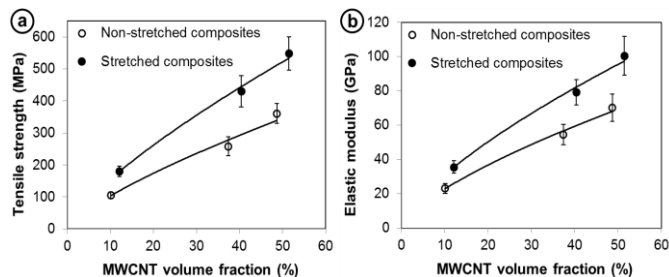 a
600
500
400
300
200
100
0
Tensile strength (MPa)
Non-stretched composites
Stretched composites
0 10 20 30 40 50 60
MWCNT volume fraction (%)
b
120
100
80
60
40
20
0
Elastic modulus (GPa)
Non-stretched composites
Stretched composites
0 10 20 30 40 50 60
MWCNT volume fraction (%)